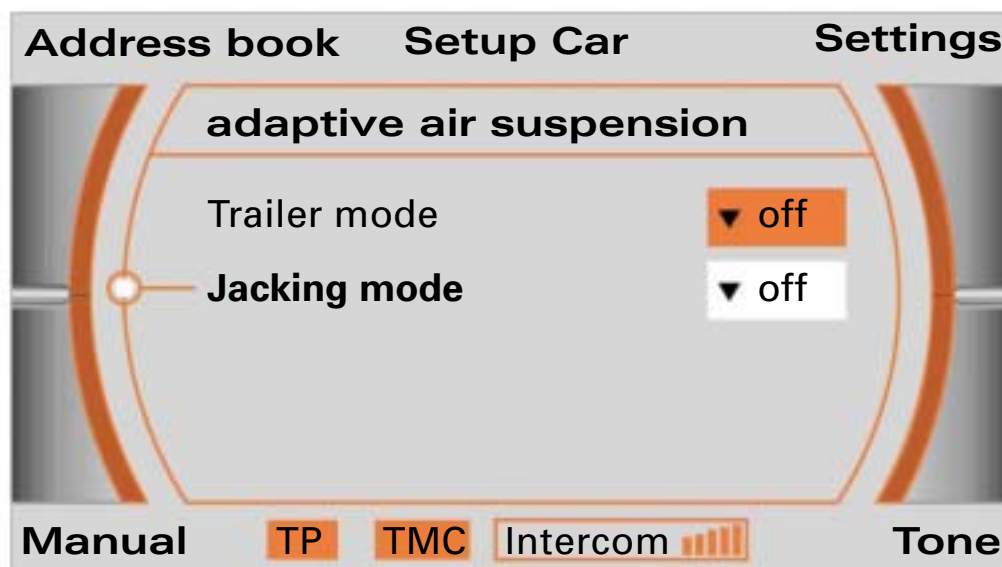 Address book Setup Car Settings
adaptive air suspension
Trailer mode off
Jacking mode off
Manual TP TMC Intercom Tone